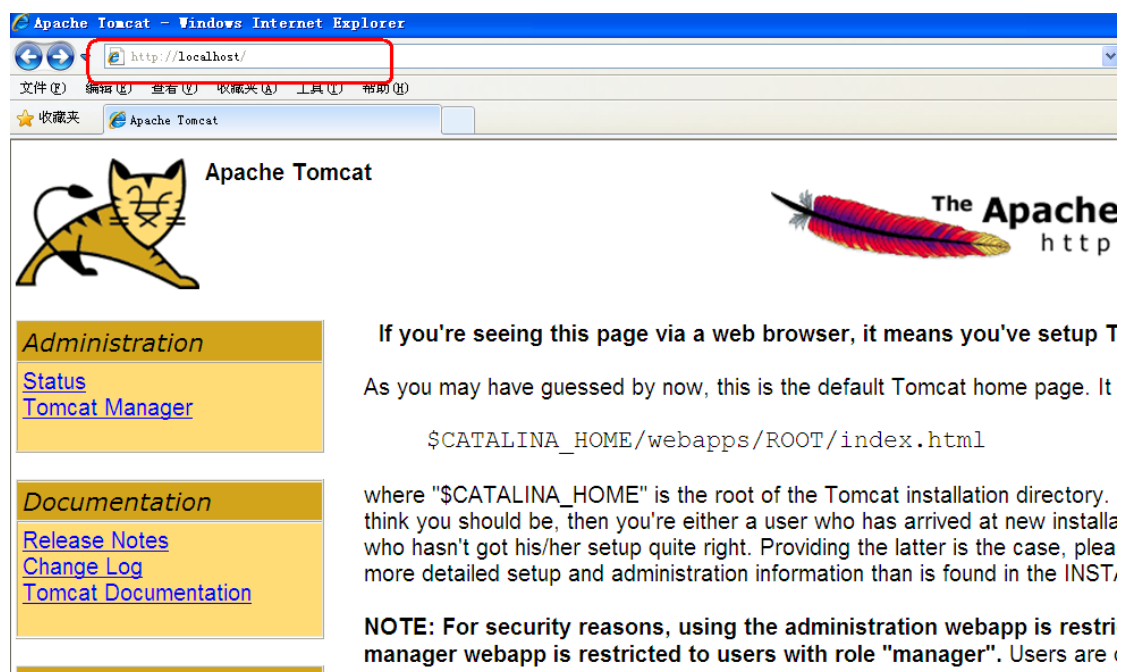 Apache Tomcat - Windows Internet Explorer
http://localhost/
文件(F) 编辑(E) 查看(V) 收藏夹(A) 工具(T) 帮助(H)
收藏夹 Apache Tomcat
Apache Tomcat
The Apache
http
Administration
Status
Tomcat Manager
Documentation
Release Notes
Change Log
Tomcat Documentation
If you're seeing this page via a web browser, it means you've setup T
As you may have guessed by now, this is the default Tomcat home page. It
$CATALINA_HOME/webapps/ROOT/index.html
where "$CATALINA_HOME" is the root of the Tomcat installation directory.
think you should be, then you're either a user who has arrived at new installa
who hasn't got his/her setup quite right. Providing the latter is the case, plea
more detailed setup and administration information than is found in the INSTA
NOTE: For security reasons, using the administration webapp is restri
manager webapp is restricted to users with role "manager". Users are